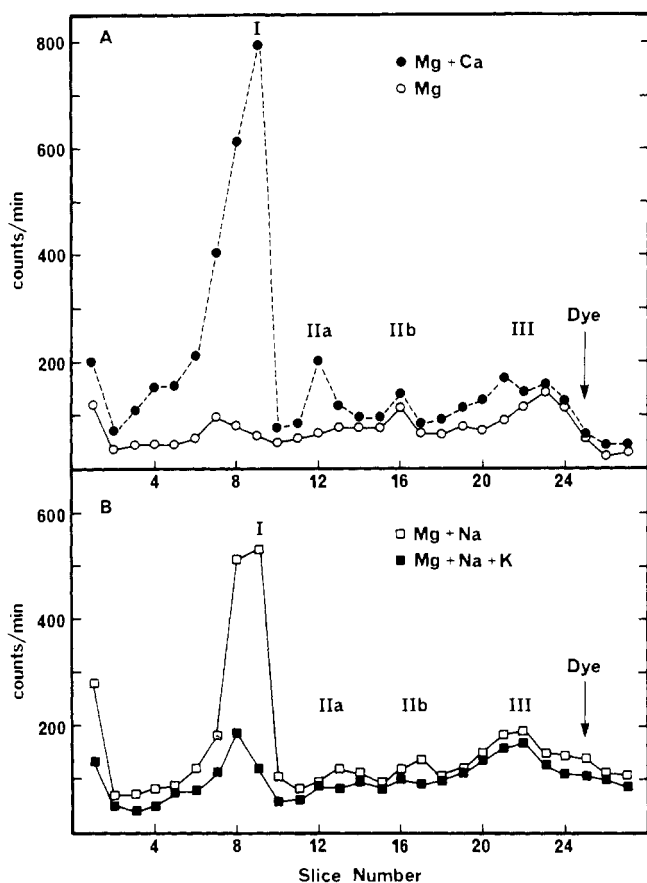 A
I
● Mg + Ca
○ Mg
800
600
400
200
counts/min
IIa
IIb
III
Dye
4
8
12
16
20
24
B
I
□ Mg + Na
■ Mg + Na + K
600
400
200
0
counts/min
IIa
IIb
III
Dye
4
8
12
16
20
24
Slice Number